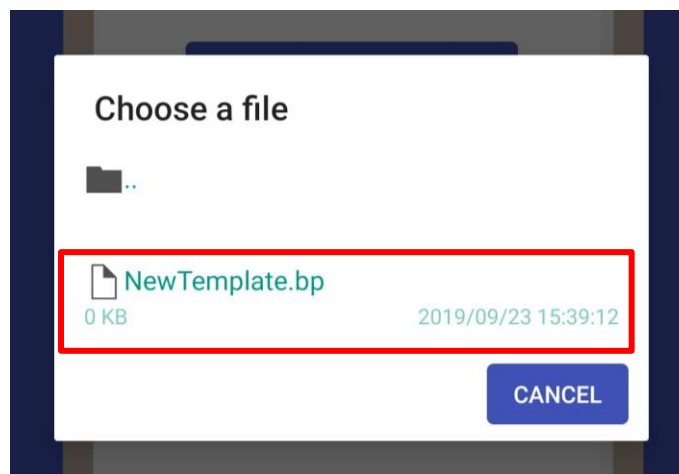 Choose a file
..
NewTemplate.bp
0 KB 2019/09/23 15:39:12
CANCEL